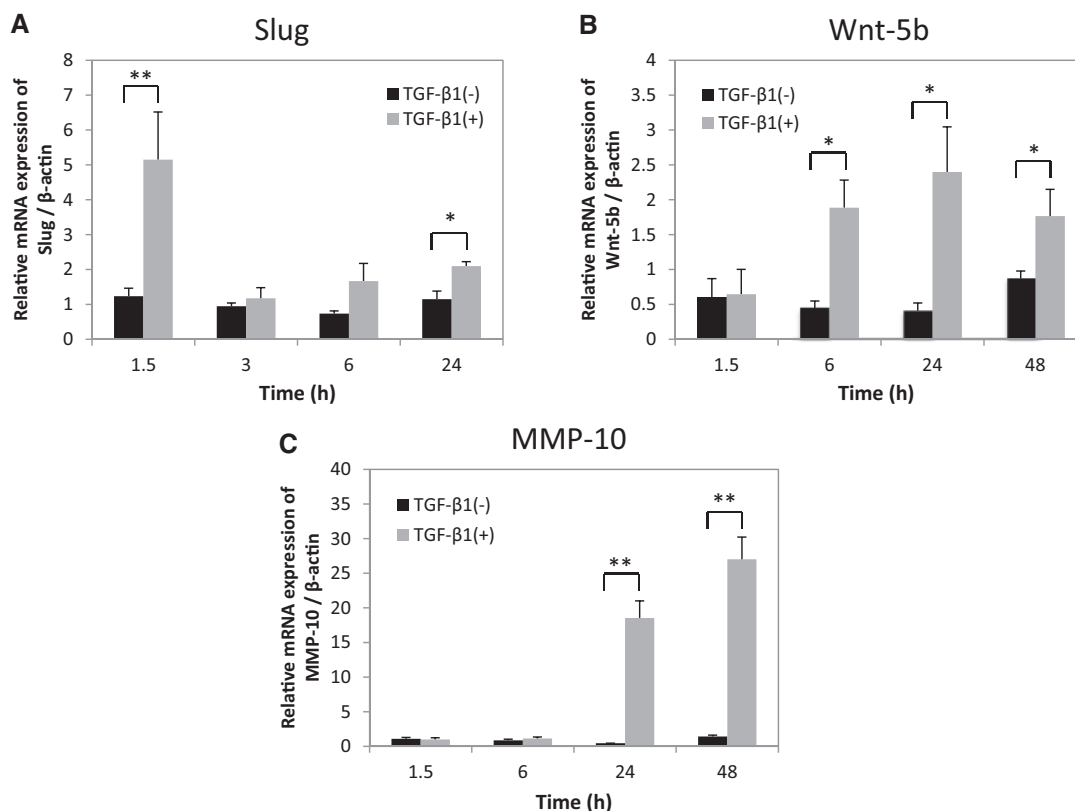 A
Slug
Relative mRNA expression of
Slug / β-actin
8
7
6
5
4
3
2
1
0
**
*
TGF-β1(-)
TGF-β1(+)
1.5 3 6 24
Time (h)
B
Wnt-5b
Relative mRNA expression of
Wnt-5b / β-actin
4
3.5
3
2.5
2
1.5
1
0.5
0
TGF-β1(-)
TGF-β1(+)
*
*
*
1.5 6 24 48
Time (h)
C
MMP-10
Relative mRNA expression of
MMP-10 / β-actin
40
35
30
25
20
15
10
5
0
TGF-β1(-)
TGF-β1(+)
**
**
1.5 6 24 48
Time (h)